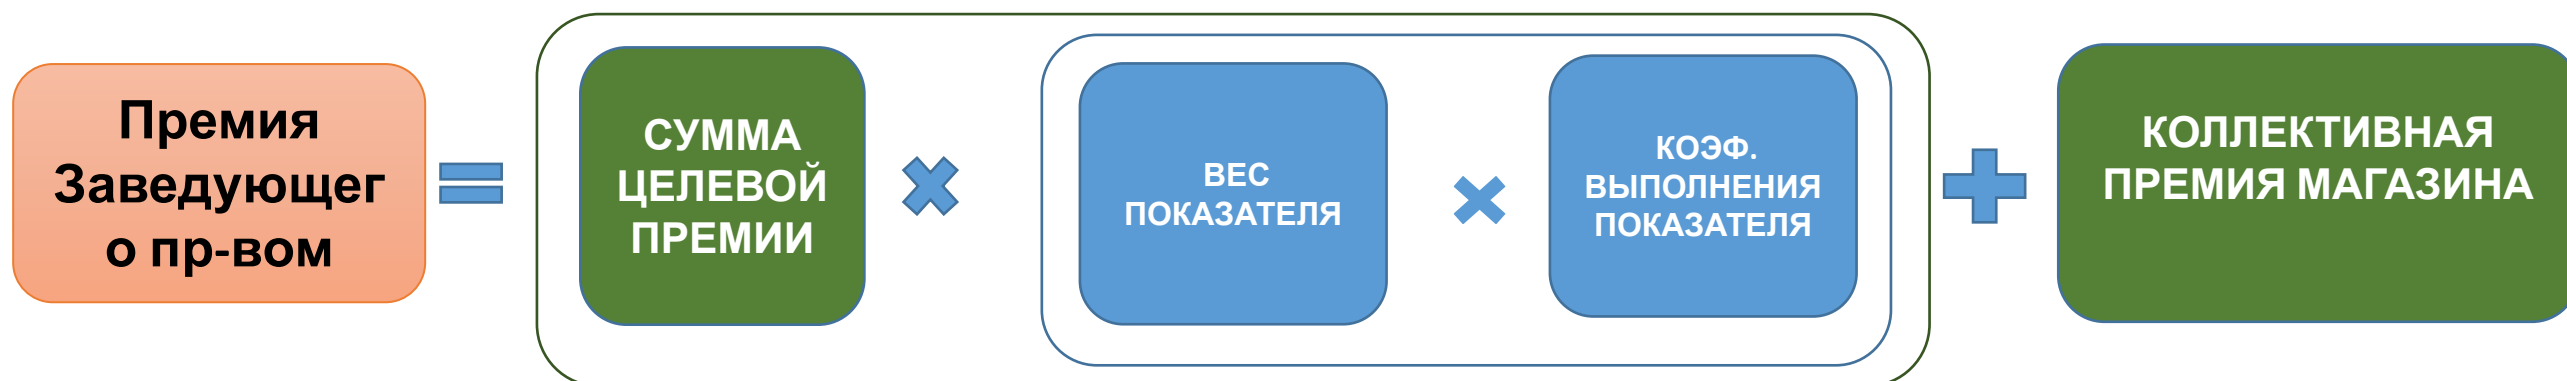 Премия
Заведующег
о пр-вом
СУММА
ЦЕЛЕВОЙ
ПРЕМИИ
ВЕС
ПОКАЗАТЕЛЯ
КОЭФ.
ВЫПОЛНЕНИЯ
ПОКАЗАТЕЛЯ
КОЛЛЕКТИВНАЯ
ПРЕМИЯ МАГАЗИНА